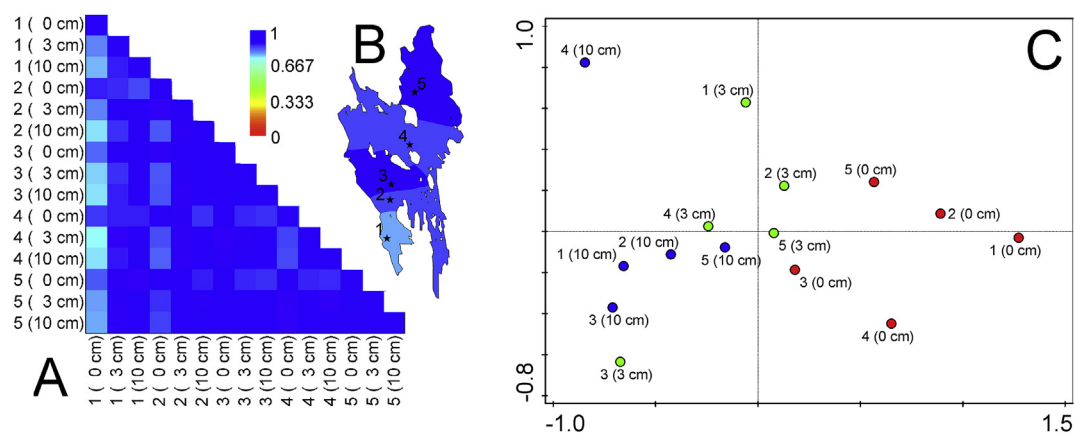 1 ( 0 cm)
1 ( 3 cm)
1 (10 cm)
2 ( 0 cm)
2 ( 3 cm)
2 (10 cm)
3 ( 0 cm)
3 ( 3 cm)
3 (10 cm)
4 ( 0 cm)
4 ( 3 cm)
4 (10 cm)
5 ( 0 cm)
5 ( 3 cm)
5 (10 cm)
1 ( 0 cm)
1 ( 3 cm)
1 (10 cm)
2 ( 0 cm)
2 ( 3 cm)
2 (10 cm)
3 ( 0 cm)
3 ( 3 cm)
3 (10 cm)
4 ( 0 cm)
4 ( 3 cm)
4 (10 cm)
5 ( 0 cm)
5 ( 3 cm)
5 (10 cm)
A
1
0.667
0.333
0
B
5
4
3
2
1
C
1.0
-0.8
-1.0
1.5
4 (10 cm)
1 (3 cm)
2 (3 cm)
5 (0 cm)
4 (3 cm)
2 (0 cm)
1 (10 cm)
2 (10 cm)
5 (10 cm)
5 (3 cm)
1 (0 cm)
3 (0 cm)
3 (10 cm)
4 (0 cm)
3 (3 cm)